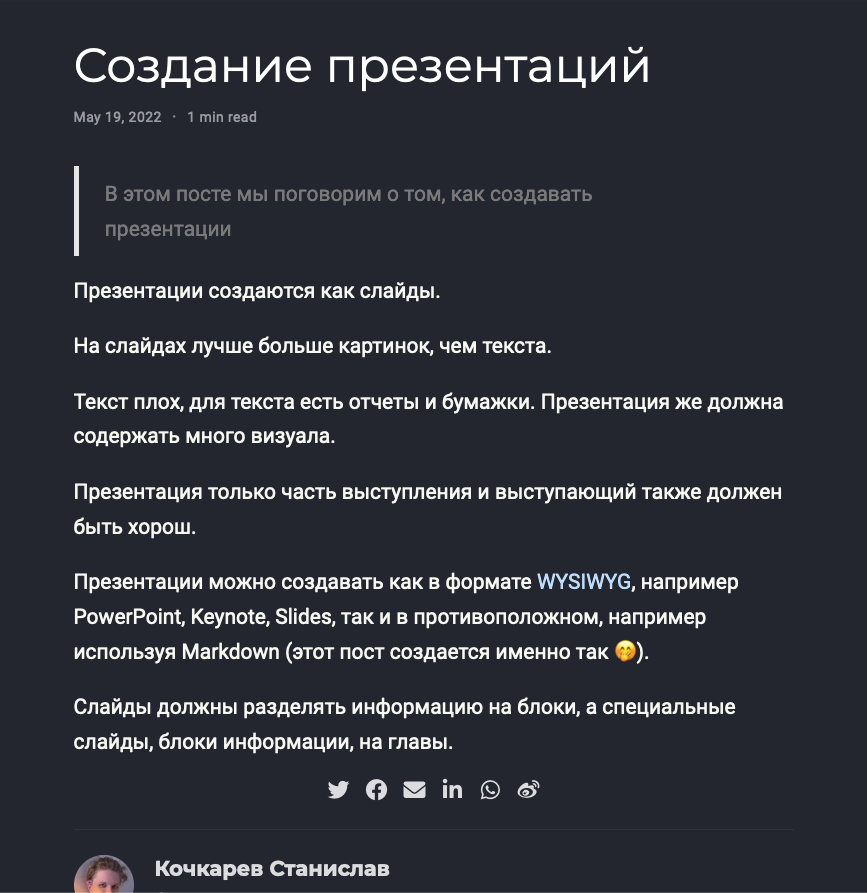 Создание презентаций
May 19, 2022 · 1 min read
В этом посте мы поговорим о том, как создавать
презентации
Презентации создаются как слайды.
На слайдах лучше больше картинок, чем текста.
Текст плох, для текста есть отчеты и бумажки. Презентация же должна
содержать много визуала.
Презентация только часть выступления и выступающий также должен
быть хорош.
Презентации можно создавать как в формате WYSIWYG, например
PowerPoint, Keynote, Slides, так и в противоположном, например
используя Markdown (этот пост создается именно так 🤭).
Слайды должны разделять информацию на блоки, а специальные
слайды, блоки информации, на главы.
Кочкарев Станислав